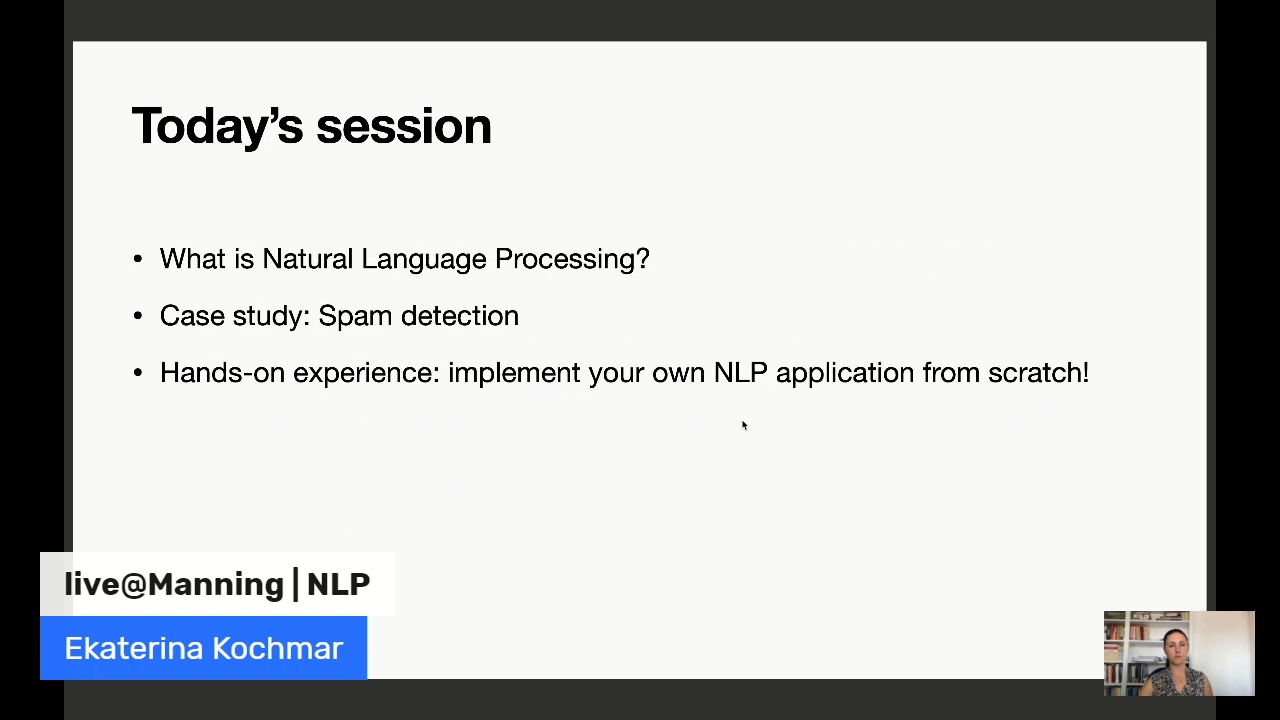 Today’s session
• What is Natural Language Processing?
• Case study: Spam detection
• Hands-on experience: implement your own NLP application from scratch!
live@Manning | NLP
Ekaterina Kochmar